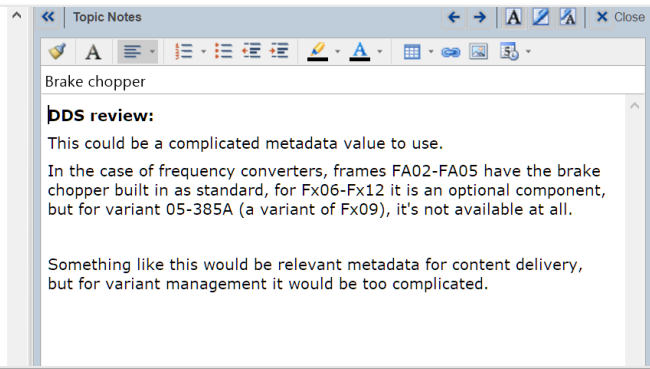 Topic Notes
Close
Brake chopper
DDS review:
This could be a complicated metadata value to use.
In the case of frequency converters, frames FA02-FA05 have the brake
chopper built in as standard, for Fx06-Fx12 it is an optional component,
but for variant 05-385A (a variant of Fx09), it's not available at all.
Something like this would be relevant metadata for content delivery,
but for variant management it would be too complicated.